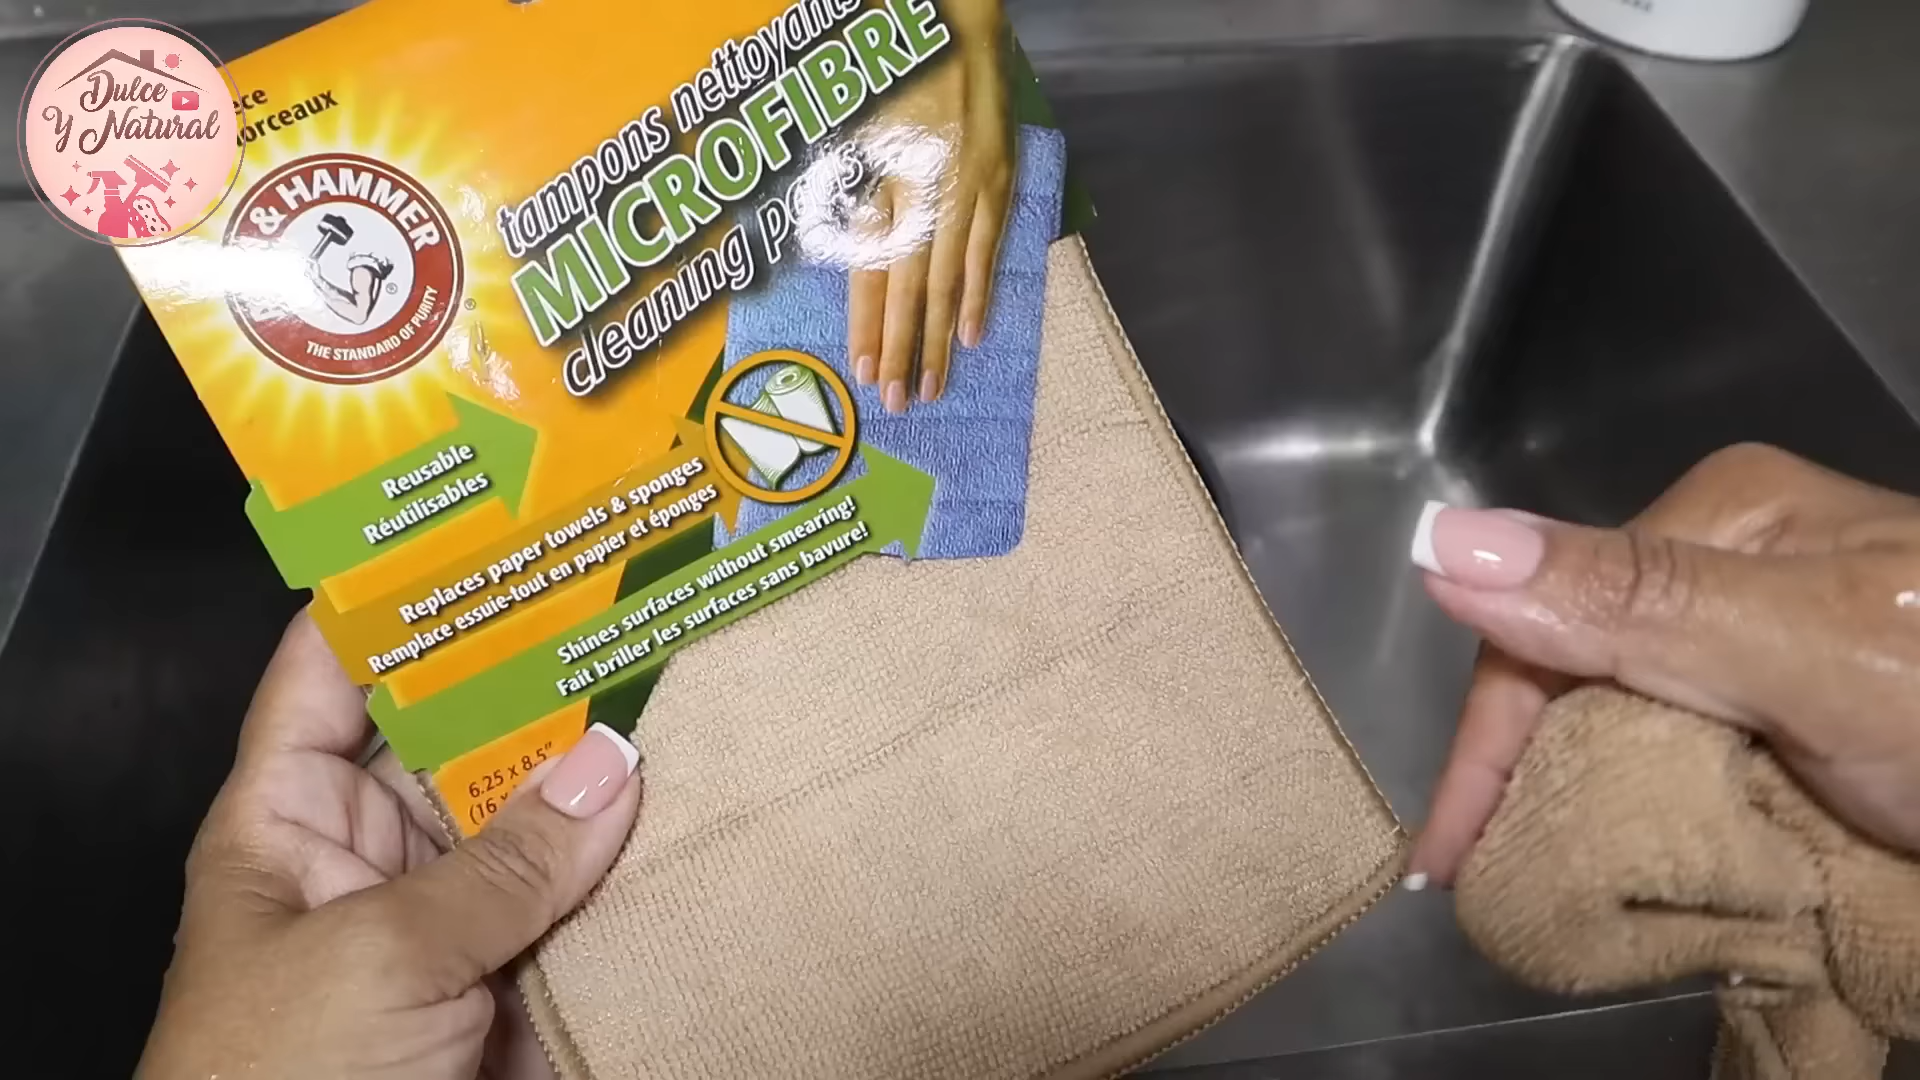 Dulce
Y Natural
& HAMMER
THE STANDARD OF PURITY
tampons nettoyants
MICROFIBRE
cleaning pads
Reusable
Réutilisables
Replaces paper towels & sponges
Remplace essuie-tout en papier et éponges
Shines surfaces without smearing!
Fait briller les surfaces sans bavure!
6.25 x 8.5"
(16 x